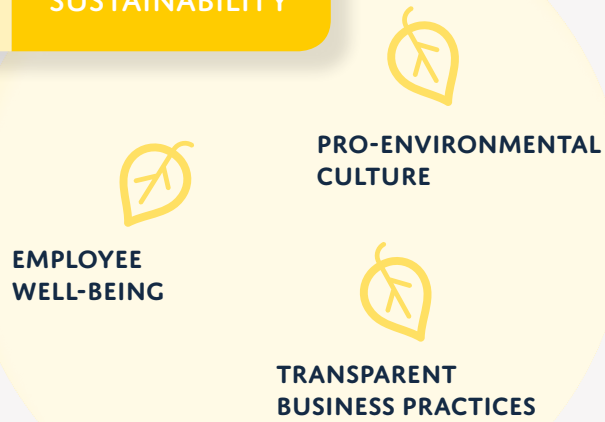 SUSTAINABILITY
PRO-ENVIRONMENTAL
CULTURE
EMPLOYEE
WELL-BEING
TRANSPARENT
BUSINESS PRACTICES